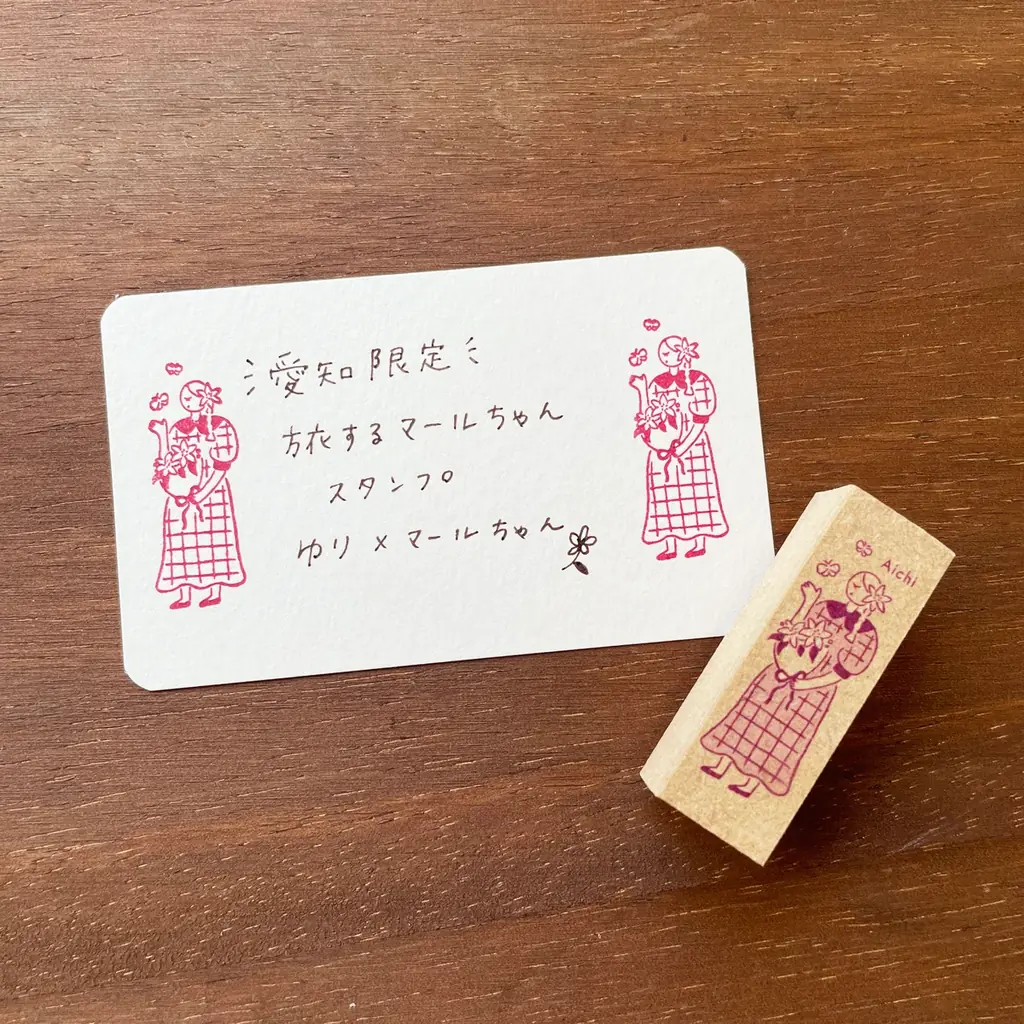 愛知限定
旅するマールちゃん
スタンプ
ゆり×マールちゃん
Aichi